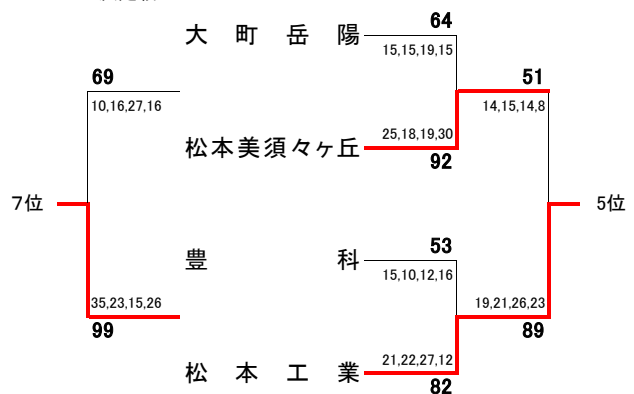 大町岳陽
64
15,15,19,15
69
10,16,27,16
51
14,15,14,8
松本美須々ヶ丘
25,18,19,30
92
7位
5位
豊科
53
15,10,12,16
35,23,15,26
99
19,21,26,23
89
松本工業
21,22,27,12
82